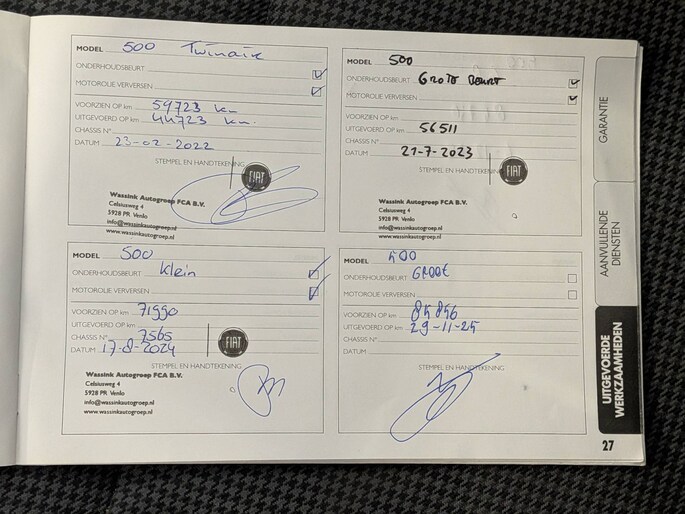 MODEL 500 Twinair
ONDERHOUDSBEURT
MOTOROLIE VERVERSEN
VOORZIEN OP km 59723 km
UITGEVOERD OP km 44723 km.
CHASSIS N°
DATUM 23-02-2022
STEMPEL EN HANDTEKENING
FIAT
Wassink Autogroep FCA B.V.
Celsiusweg 4
5928 PR Venlo
info@wassinkautogroep.nl
www.wassinkautogroep.nl
MODEL 500
ONDERHOUDSBEURT GROTE BEURT
MOTOROLIE VERVERSEN
VOORZIEN OP km
UITGEVOERD OP km 56511
CHASSIS N°
DATUM 21-7-2023
STEMPEL EN HANDTEKENING
FIAT
Wassink Autogroep FCA B.V.
Celsiusweg 4
5928 PR Venlo
info@wassinkautogroep.nl
www.wassinkautogroep.nl
MODEL 500
ONDERHOUDSBEURT Klein
MOTOROLIE VERVERSEN
VOORZIEN OP km 71990
UITGEVOERD OP km
CHASSIS N° 7565
DATUM 17-8-2024
STEMPEL EN HANDTEKENING
FIAT
Wassink Autogroep FCA B.V.
Celsiusweg 4
5928 PR Venlo
info@wassinkautogroep.nl
www.wassinkautogroep.nl
MODEL 500
ONDERHOUDSBEURT GROOT
MOTOROLIE VERVERSEN
VOORZIEN OP km 85846
UITGEVOERD OP km 29-11-25
CHASSIS N°
DATUM
STEMPEL EN HANDTEKENING
GARANTIE
AANVULLENDE
DIENSTEN
UITGEVOERDE
WERKZAAMHEDEN
27